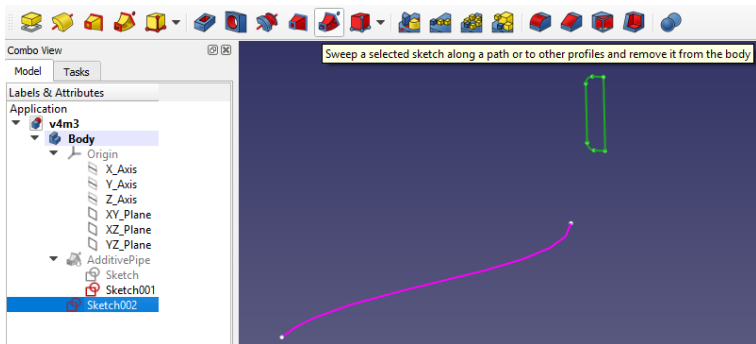 Combo View
Sweep a selected sketch along a path or to other profiles and remove it from the body
Model
Tasks
Labels & Attributes
Application
v4m3
Body
Origin
X_Axis
Y_Axis
Z_Axis
XY_Plane
XZ_Plane
YZ_Plane
AdditivePipe
Sketch
Sketch001
Sketch002